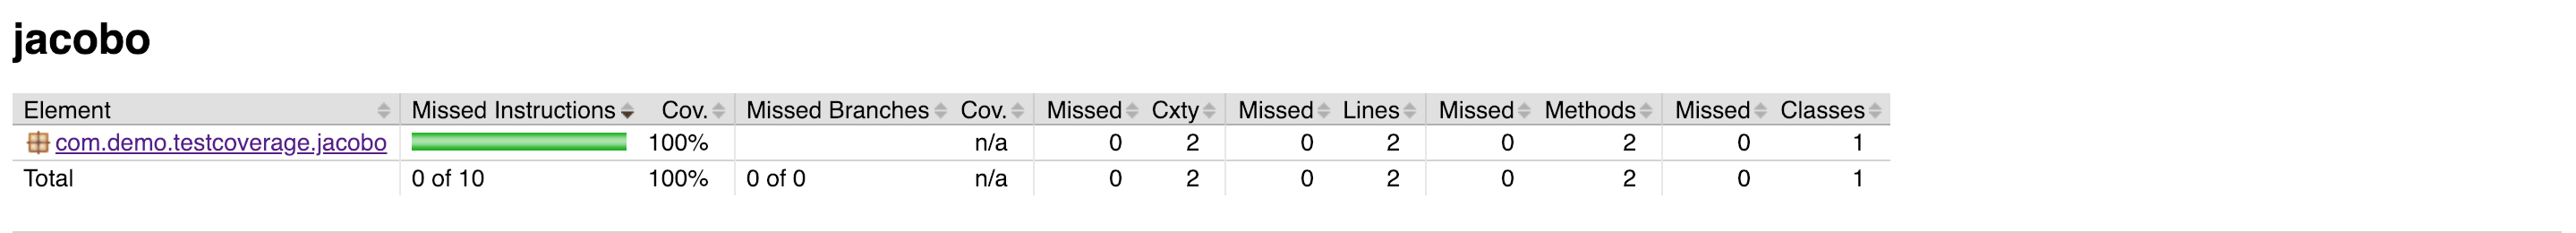 jacobo
Element Missed Instructions Cov. Missed Branches Cov. Missed Cxty Missed Lines Missed Methods Missed Classes
com.demo.testcoverage.jacobo 100% n/a 0 2 0 2 0 2 0 1
Total 0 of 10 100% 0 of 0 n/a 0 2 0 2 0 2 0 1